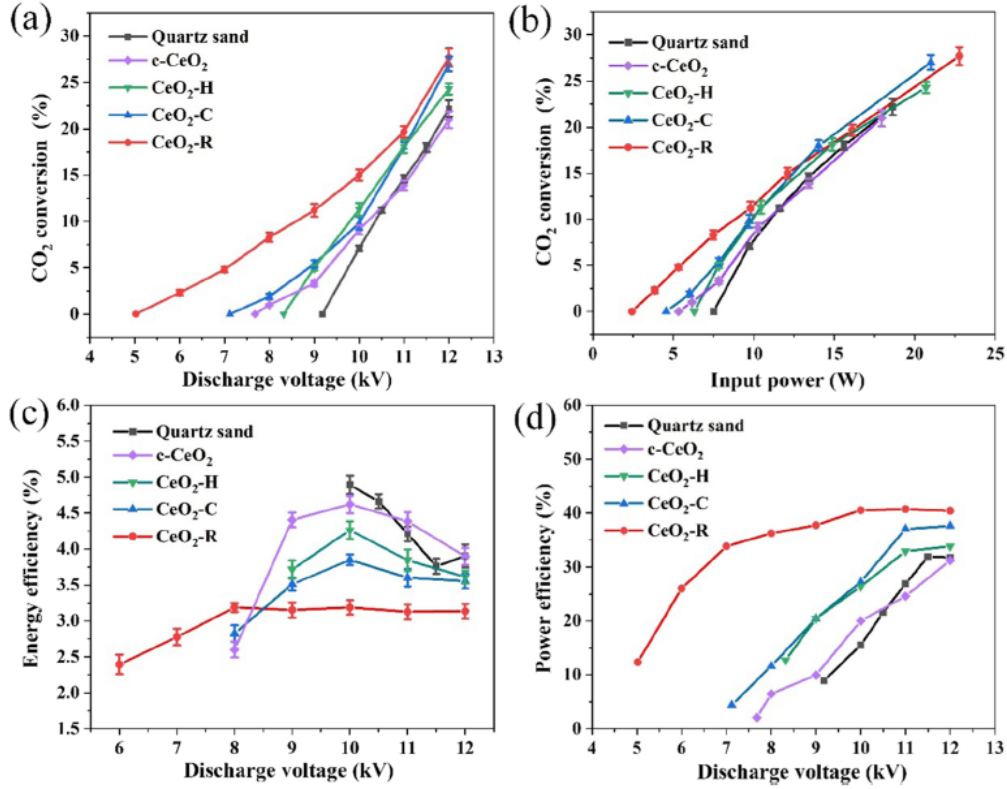 (a)
Quartz sand
c-CeO₂
CeO₂-H
CeO₂-C
CeO₂-R
CO₂ conversion (%)
30
25
20
15
10
5
0
4 5 6 7 8 9 10 11 12 13
Discharge voltage (kV)
(b)
Quartz sand
c-CeO₂
CeO₂-H
CeO₂-C
CeO₂-R
CO₂ conversion (%)
30
25
20
15
10
5
0
0 5 10 15 20 25
Input power (W)
(c)
Quartz sand
c-CeO₂
CeO₂-H
CeO₂-C
CeO₂-R
Energy efficiency (%)
6.0
5.5
5.0
4.5
4.0
3.5
3.0
2.5
2.0
1.5
6 7 8 9 10 11 12
Discharge voltage (kV)
(d)
Quartz sand
c-CeO₂
CeO₂-H
CeO₂-C
CeO₂-R
Power efficiency (%)
60
50
40
30
20
10
0
4 5 6 7 8 9 10 11 12 13
Discharge voltage (kV)